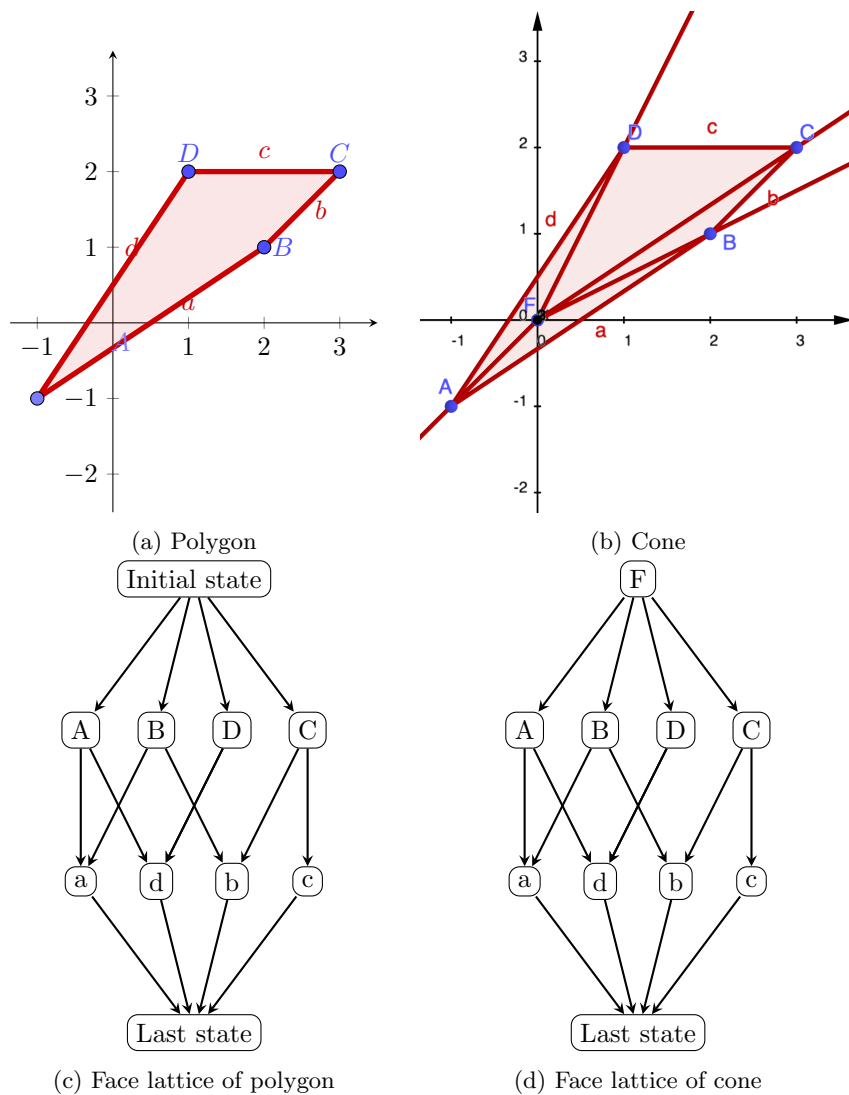 3
2
1
−1
−2
−1
1
2
3
D
c
C
b
B
d
a
A
(a) Polygon
3
2
1
0
-1
-2
-1
0
1
2
3
D
c
C
d
b
B
F
a
A
(b) Cone
Initial state
A B D C
a d b c
Last state
(c) Face lattice of polygon
F
A B D C
a d b c
Last state
(d) Face lattice of cone